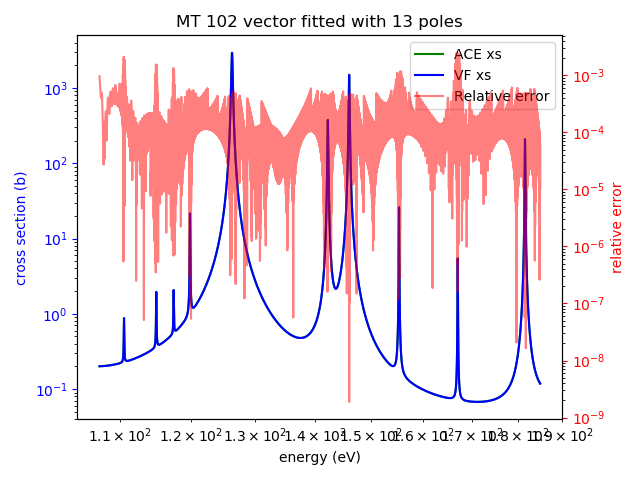 MT 102 vector fitted with 13 poles
ACE xs
VF xs
Relative error
cross section (b)
10³
10²
10¹
10⁰
10⁻¹
10⁻³
10⁻⁴
10⁻⁵
10⁻⁶
10⁻⁷
10⁻⁸
10⁻⁹
relative error
1.1 × 10² 1.2 × 10² 1.3 × 10² 1.4 × 10² 1.5 × 10² 1.6 × 10² 1.7 × 10² 1.8 × 10² 1.9 × 10²
energy (eV)